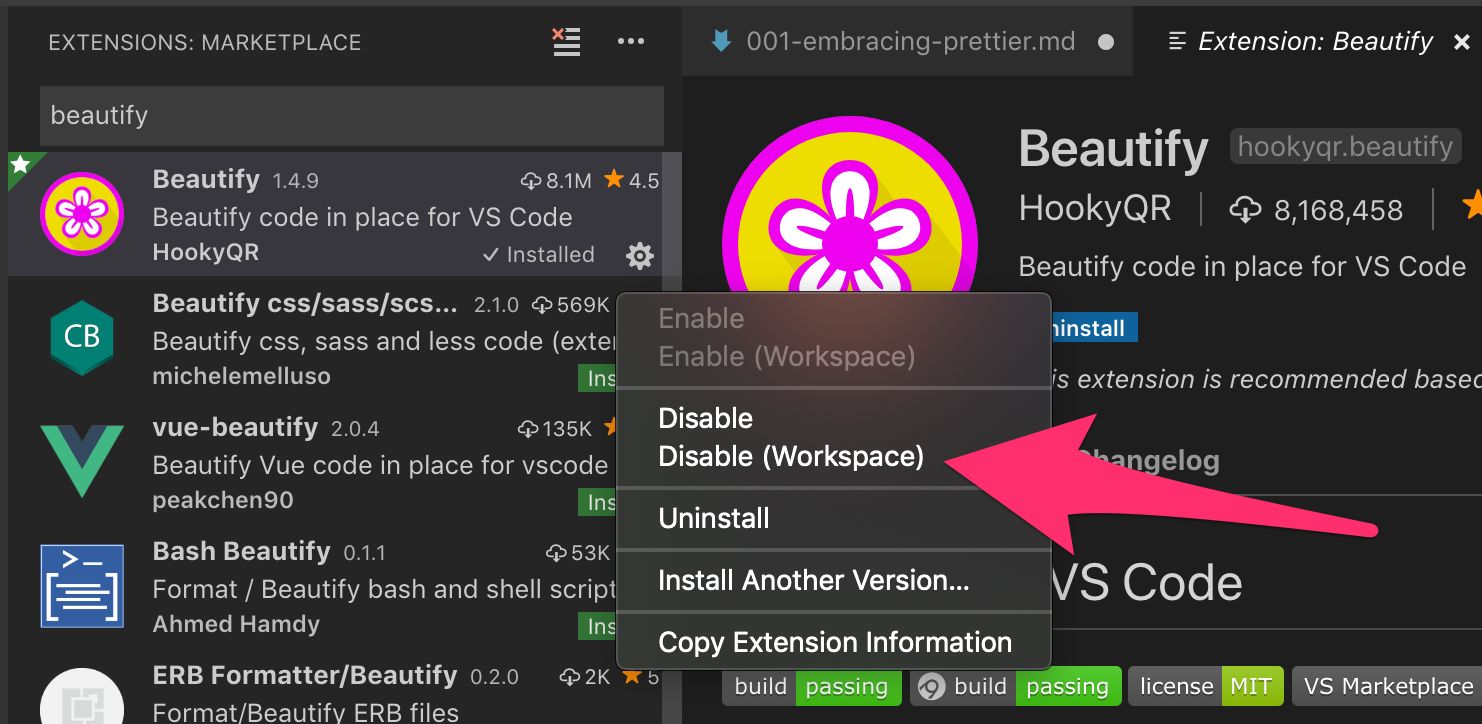 EXTENSIONS: MARKETPLACE
beautify
Beautify 1.4.9 8.1M 4.5
Beautify code in place for VS Code
HookyQR Installed
Beautify css/sass/scs... 2.1.0 569K
Beautify css, sass and less code (exte
michelemelluso Ins
CB
vue-beautify 2.0.4 135K
Beautify Vue code in place for vscode
peakchen90 Ins
Bash Beautify 0.1.1 53K
Format / Beautify bash and shell script
Ahmed Hamdy Ins
ERB Formatter/Beautify 0.2.0 2K 5
Format/Beautify ERB files
001-embracing-prettier.md
Extension: Beautify
Beautify hookyqr.beautify
HookyQR 8,168,458
Beautify code in place for VS Code
ninstall
is extension is recommended based
Changelog
VS Code
build passing build passing license MIT VS Marketplace
Enable
Enable (Workspace)
Disable
Disable (Workspace)
Uninstall
Install Another Version...
Copy Extension Information